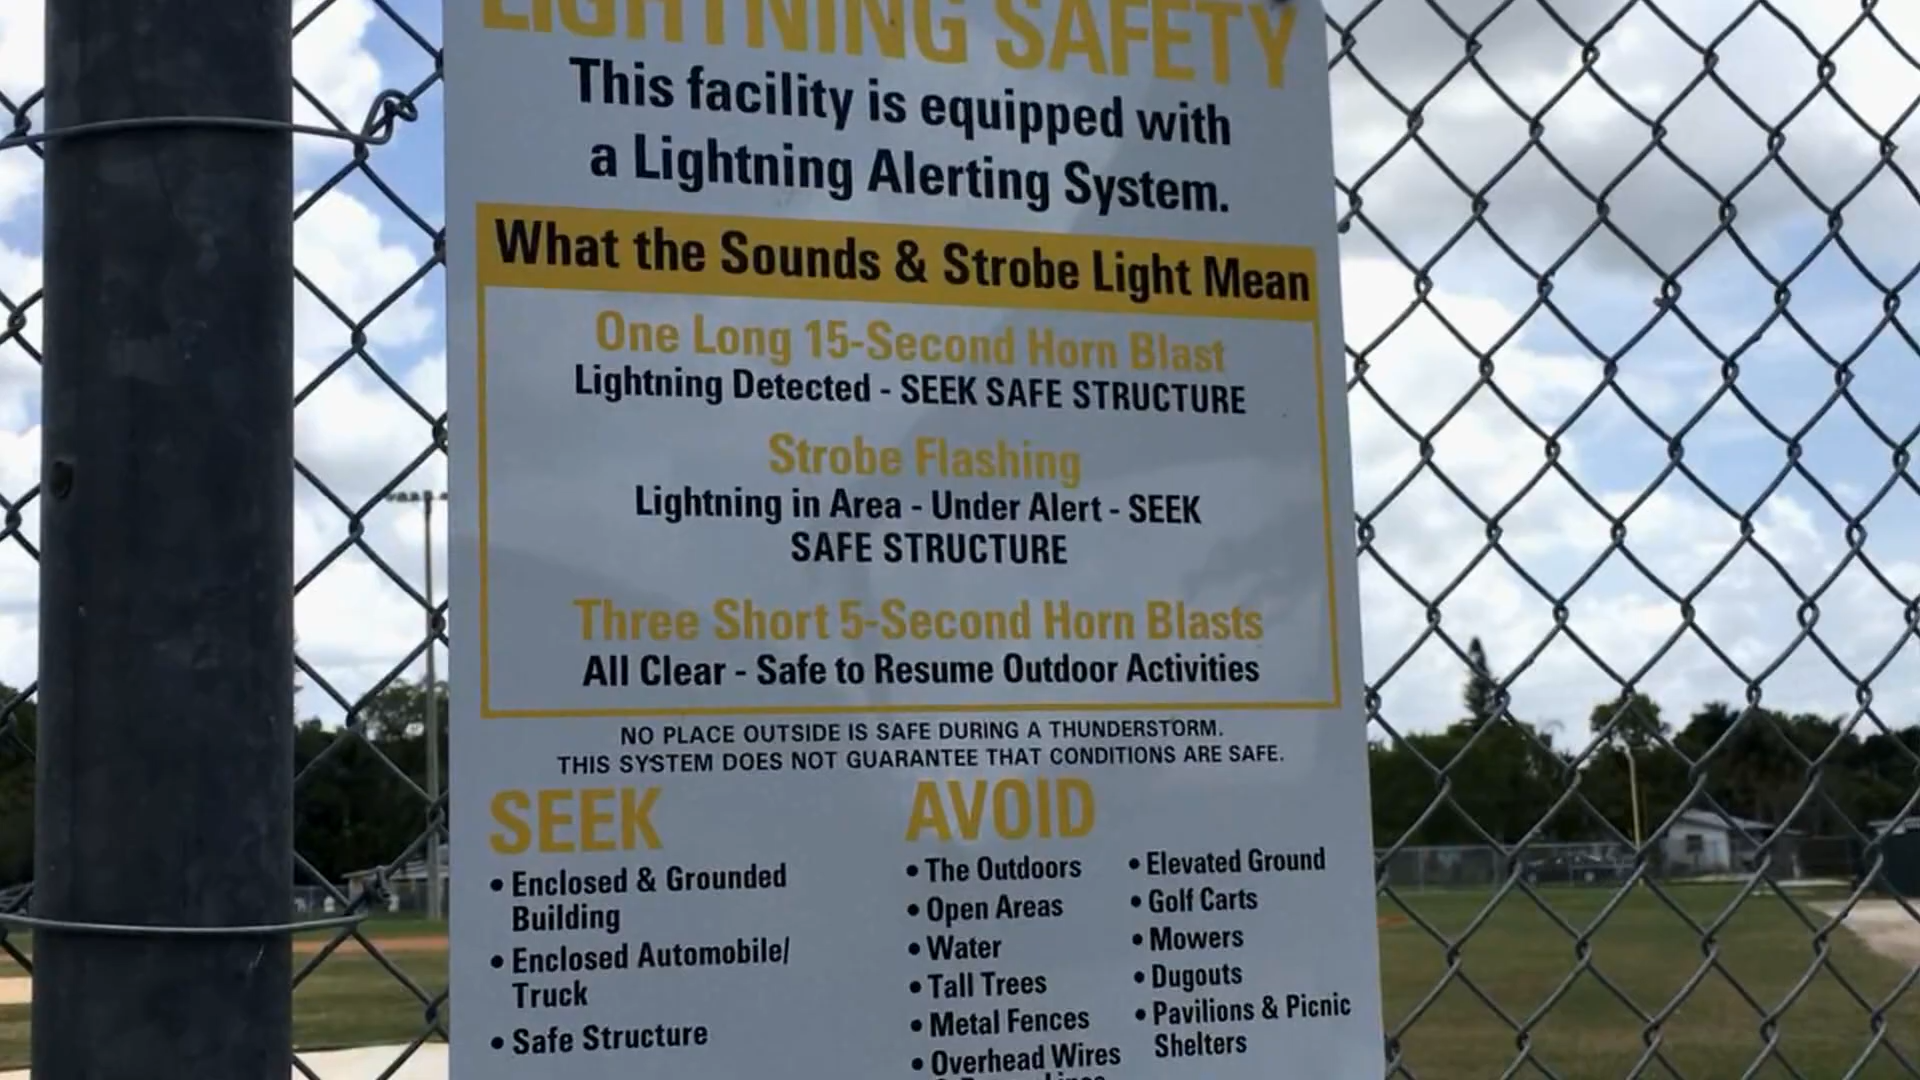 LIGHTNING SAFETY
This facility is equipped with
a Lightning Alerting System.
What the Sounds & Strobe Light Mean
One Long 15-Second Horn Blast
Lightning Detected - SEEK SAFE STRUCTURE
Strobe Flashing
Lightning in Area - Under Alert - SEEK
SAFE STRUCTURE
Three Short 5-Second Horn Blasts
All Clear - Safe to Resume Outdoor Activities
NO PLACE OUTSIDE IS SAFE DURING A THUNDERSTORM.
THIS SYSTEM DOES NOT GUARANTEE THAT CONDITIONS ARE SAFE.
SEEK
• Enclosed & Grounded
Building
• Enclosed Automobile/
Truck
• Safe Structure
AVOID
• The Outdoors
• Open Areas
• Water
• Tall Trees
• Metal Fences
• Overhead Wires
• Elevated Ground
• Golf Carts
• Mowers
• Dugouts
• Pavilions & Picnic
Shelters